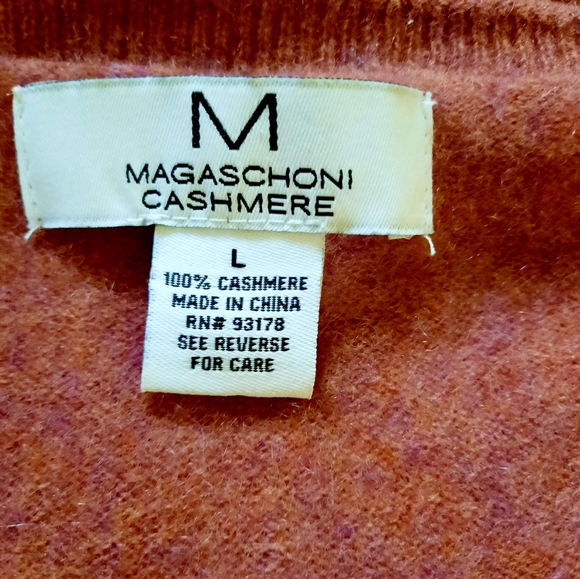 M
MAGASCHONI
CASHMERE
L
100% CASHMERE
MADE IN CHINA
RN# 93178
SEE REVERSE
FOR CARE